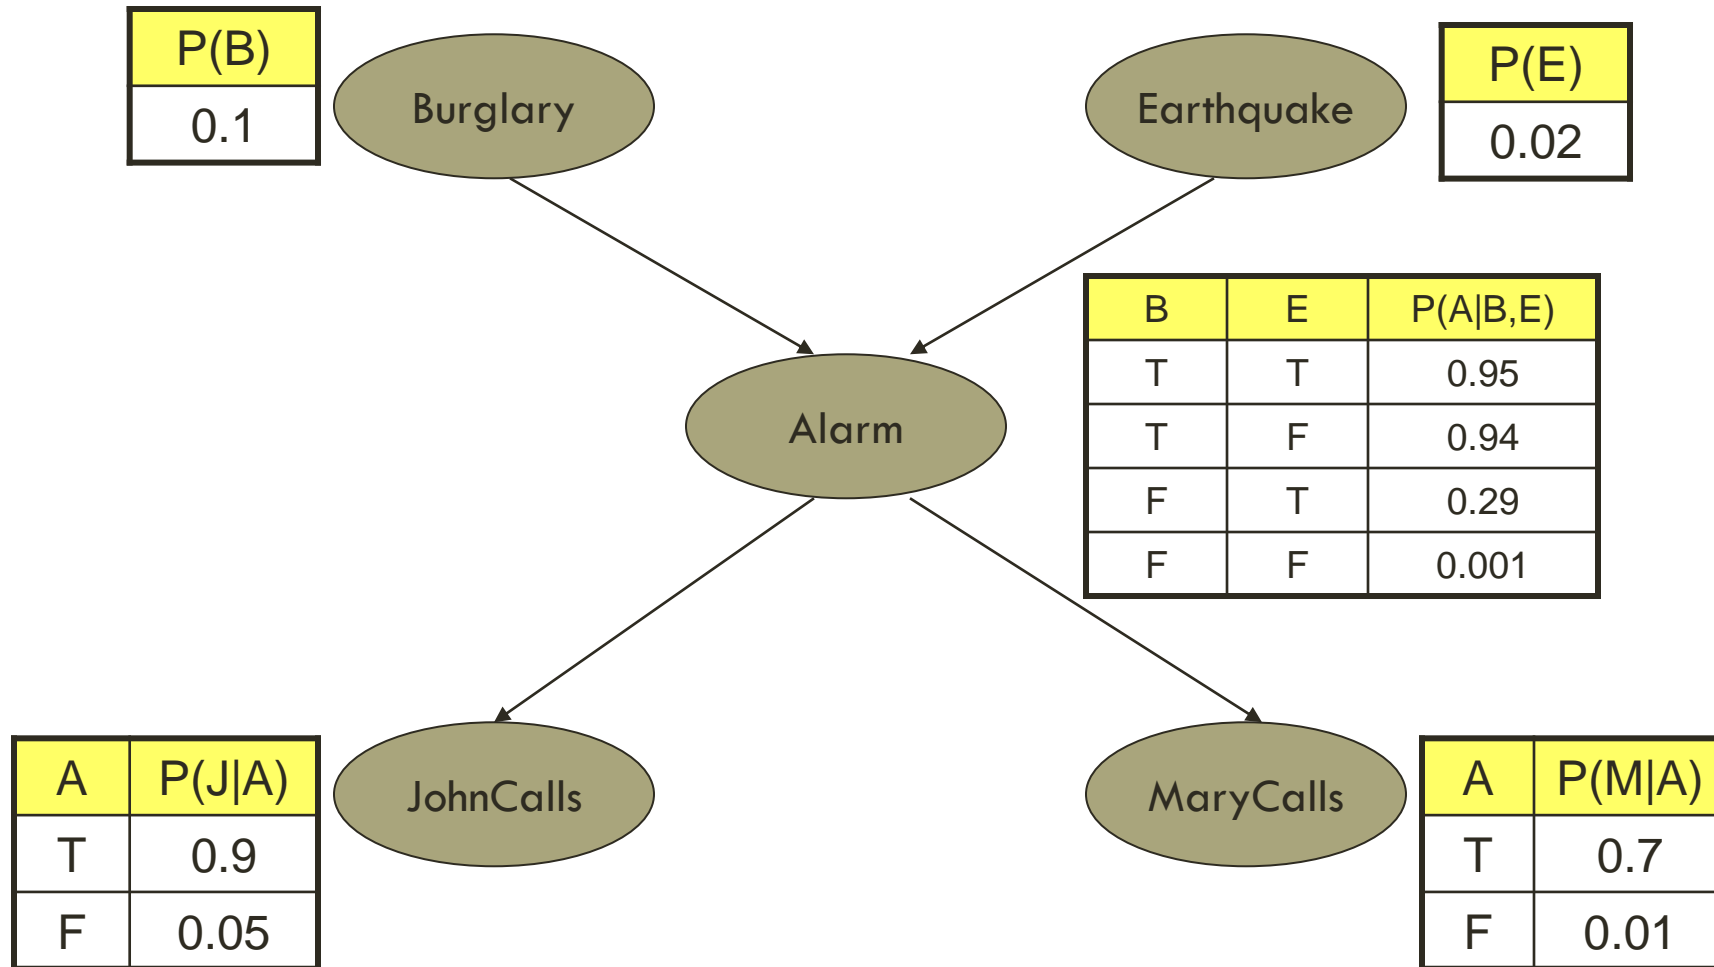 P(B)
0.1
Burglary
Earthquake
P(E)
0.02
B E P(A|B,E)
T T 0.95
T F 0.94
F T 0.29
F F 0.001
Alarm
A P(J|A)
T 0.9
F 0.05
JohnCalls
MaryCalls
A P(M|A)
T 0.7
F 0.01